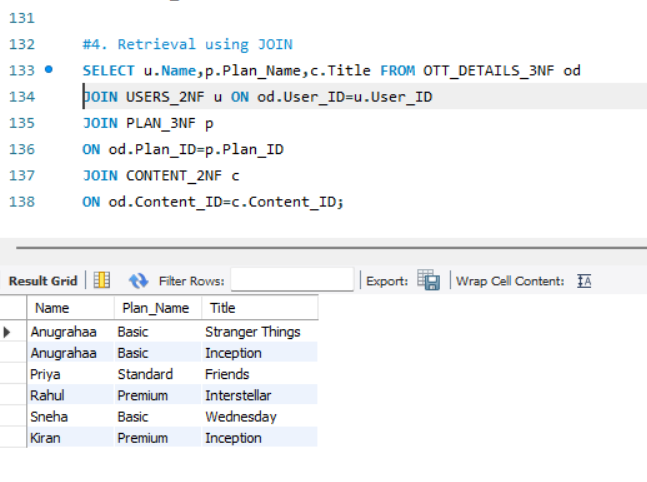 131
132 #4. Retrieval using JOIN
133 SELECT u.Name,p.Plan_Name,c.Title FROM OTT_DETAILS_3NF od
134 JOIN USERS_2NF u ON od.User_ID=u.User_ID
135 JOIN PLAN_3NF p
136 ON od.Plan_ID=p.Plan_ID
137 JOIN CONTENT_2NF c
138 ON od.Content_ID=c.Content_ID;
Result Grid Filter Rows: Export: Wrap Cell Content: IA
Name Plan_Name Title
Anugrahaa Basic Stranger Things
Anugrahaa Basic Inception
Priya Standard Friends
Rahul Premium Interstellar
Sneha Basic Wednesday
Kiran Premium Inception